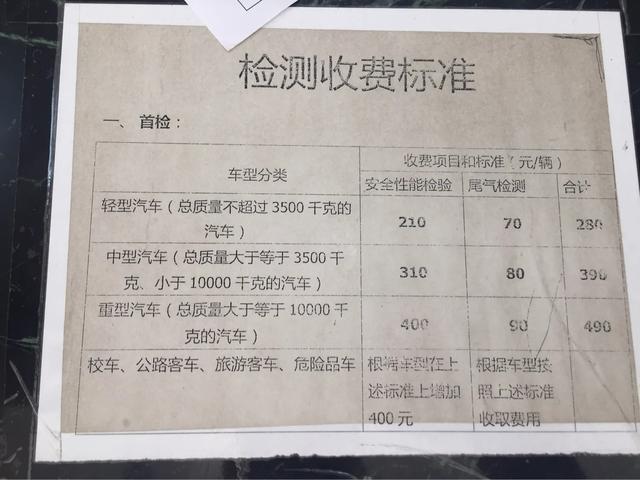 检测收费标准
一、首检：
车型分类
收费项目和标准（元/辆）
安全性能检验 尾气检测 合计
轻型汽车（总质量不超过 3500 千克的
汽车）
210 70 280
中型汽车（总质量大于等于 3500 千
克、小于 10000 千克的汽车）
310 80 390
重型汽车（总质量大于等于 10000 千
克的汽车）
400 90 490
校车、公路客车、旅游客车、危险品车
根据车型在上
述标准上增加
400 元
根据车型按
照上述标准
收取费用